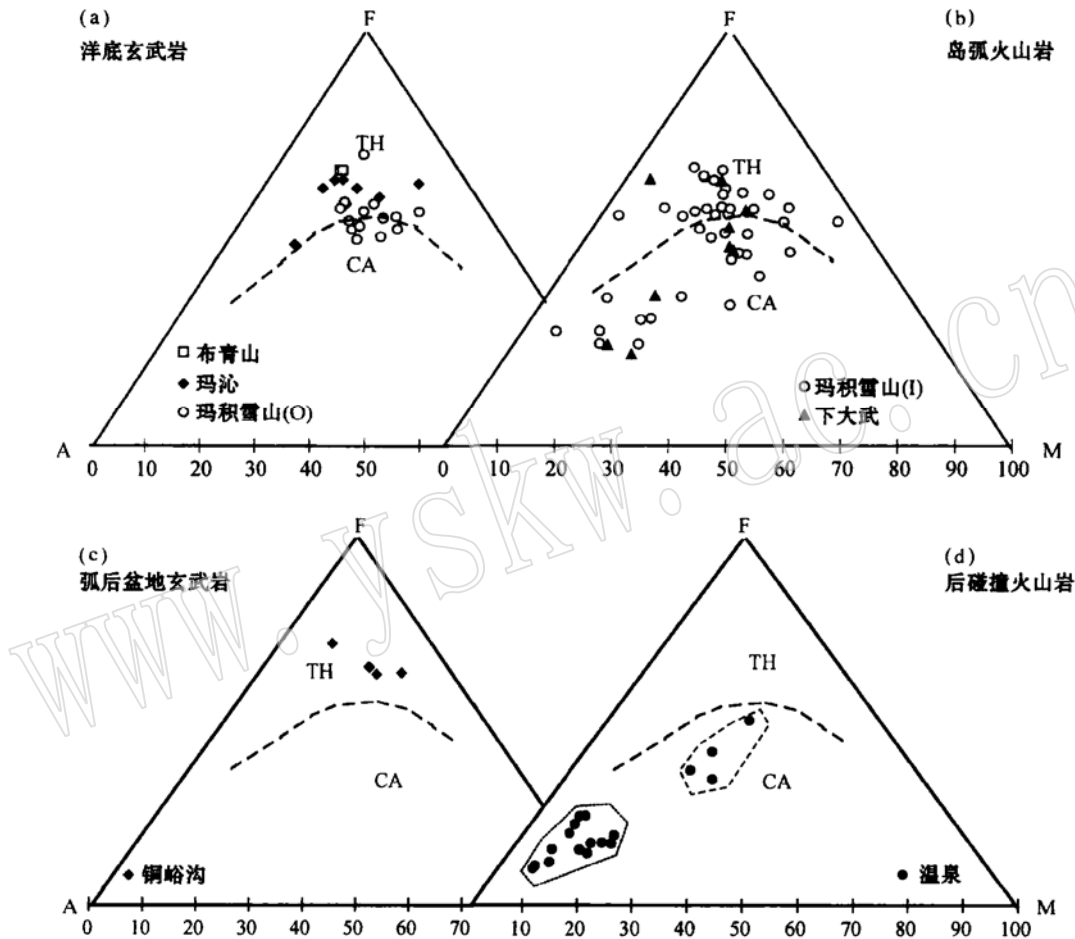 (a)
洋底玄武岩
F
TH
CA
□ 布青山
◆ 玛沁
○ 玛积雪山(O)
A
0 10 20 30 40 50 60
(b)
岛弧火山岩
F
TH
CA
○ 玛积雪山(I)
▲ 下大武
M
0 10 20 30 40 50 60 70 80 90 100
(c)
弧后盆地玄武岩
F
TH
CA
◆ 铜峪沟
A
0 10 20 30 40 50 60 70
(d)
后碰撞火山岩
F
TH
CA
● 温泉
M
10 20 30 40 50 60 70 80 90 100
www.yskw.ac.cn